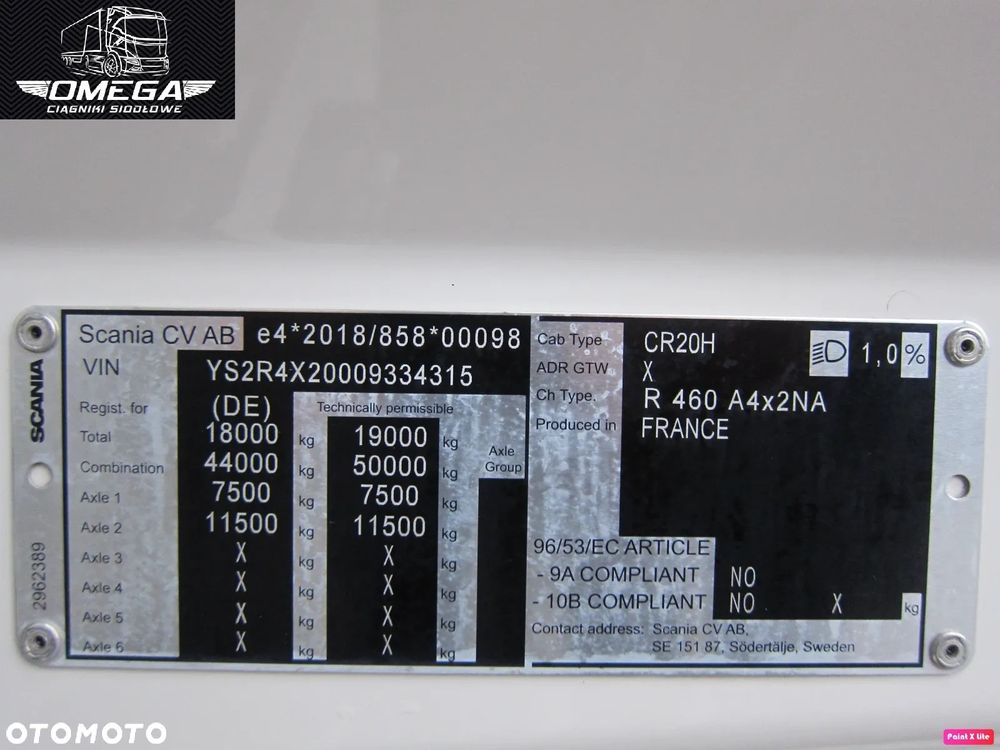 OMEGA
CIĄGNIKI SIODŁOWE
Scania CV AB e4*2018/858*00098
VIN YS2R4X20009334315
Regist. for (DE) Technically permissible
Total 18000 kg 19000 kg
Combination 44000 kg 50000 kg Axle Group
Axle 1 7500 kg 7500 kg
Axle 2 11500 kg 11500 kg
Axle 3 X kg X kg
Axle 4 X kg X kg
Axle 5 X kg X kg
Axle 6 X kg X kg
Cab Type CR20H 1,0 %
ADR GTW X
Ch Type. R 460 A4x2NA
Produced in FRANCE
96/53/EC ARTICLE
- 9A COMPLIANT NO
- 10B COMPLIANT NO X kg
Contact address: Scania CV AB,
SE 151 87, Södertälje, Sweden
SCANIA
2962389
OTOMOTO
Paint X Lite